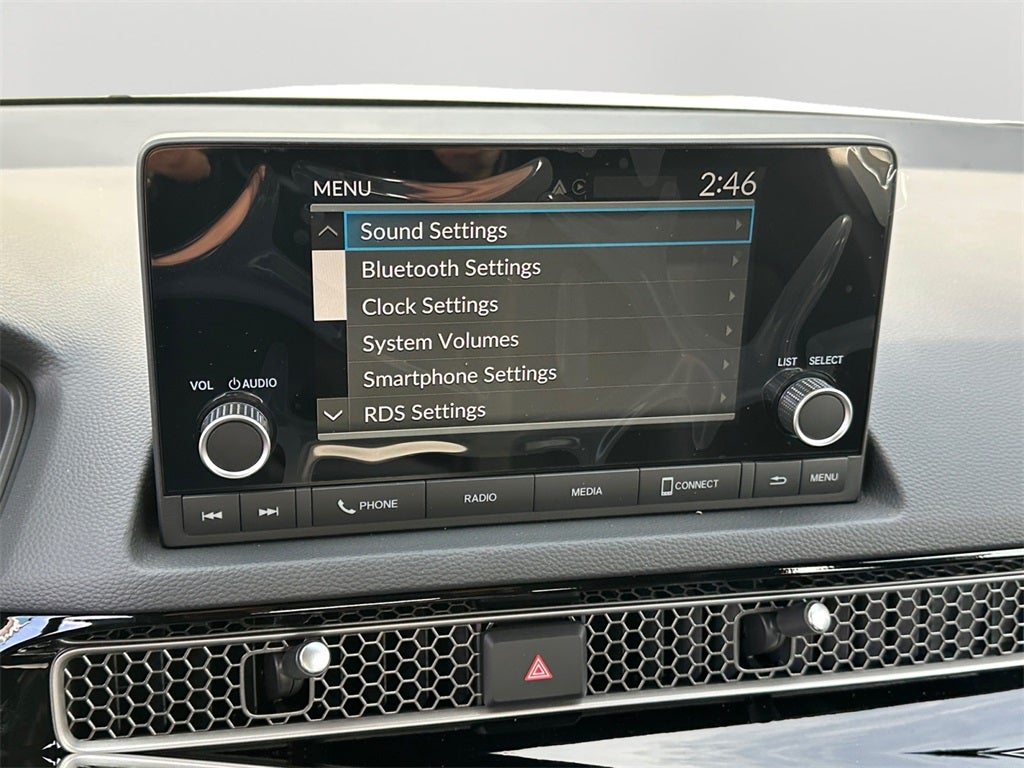 MENU
2:46
Sound Settings
Bluetooth Settings
Clock Settings
System Volumes
Smartphone Settings
RDS Settings
VOL AUDIO
LIST SELECT
PHONE
RADIO
MEDIA
CONNECT
MENU